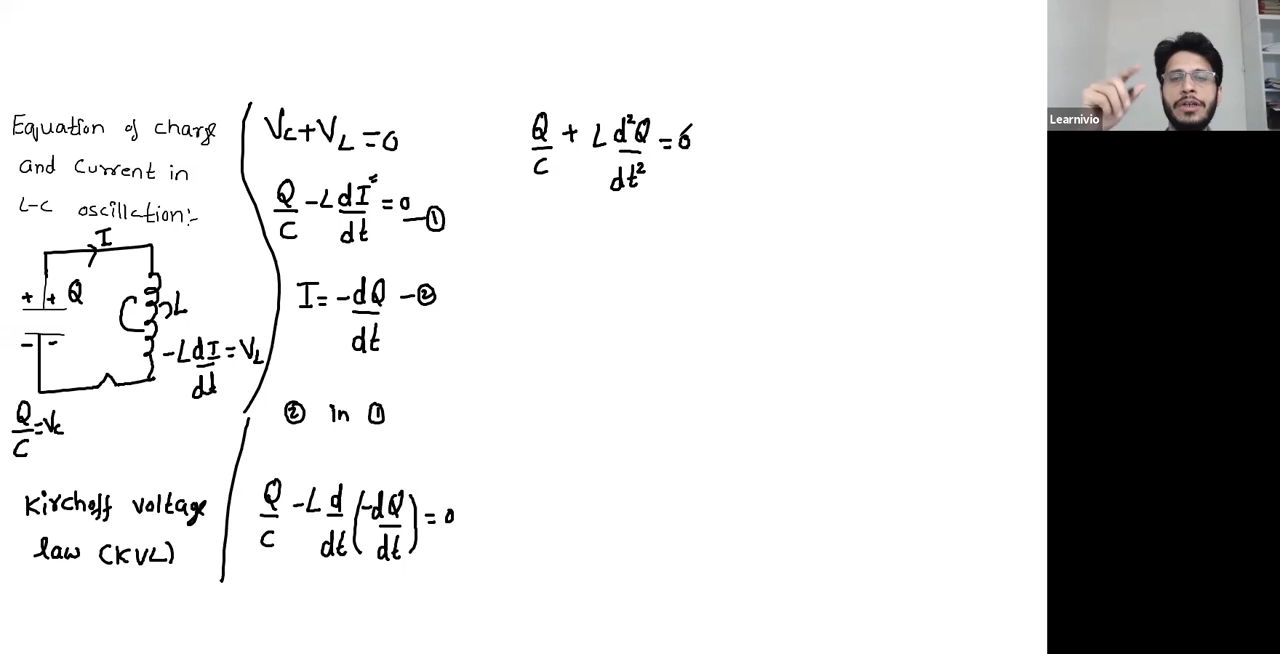 Equation of charge
and current in
L-C oscillation:-
I
+ + Q
L
- -
-L dI/dt = VL
Q/C = Vc
Kirchoff voltage
law (KVL)
Vc + VL = 0
Q/C - L dI/dt = 0 — ①
I = -dQ/dt - ②
② in ①
Q/C - L d/dt (-dQ/dt) = 0
Q/C + L d²Q/dt² = 0
Learnivio